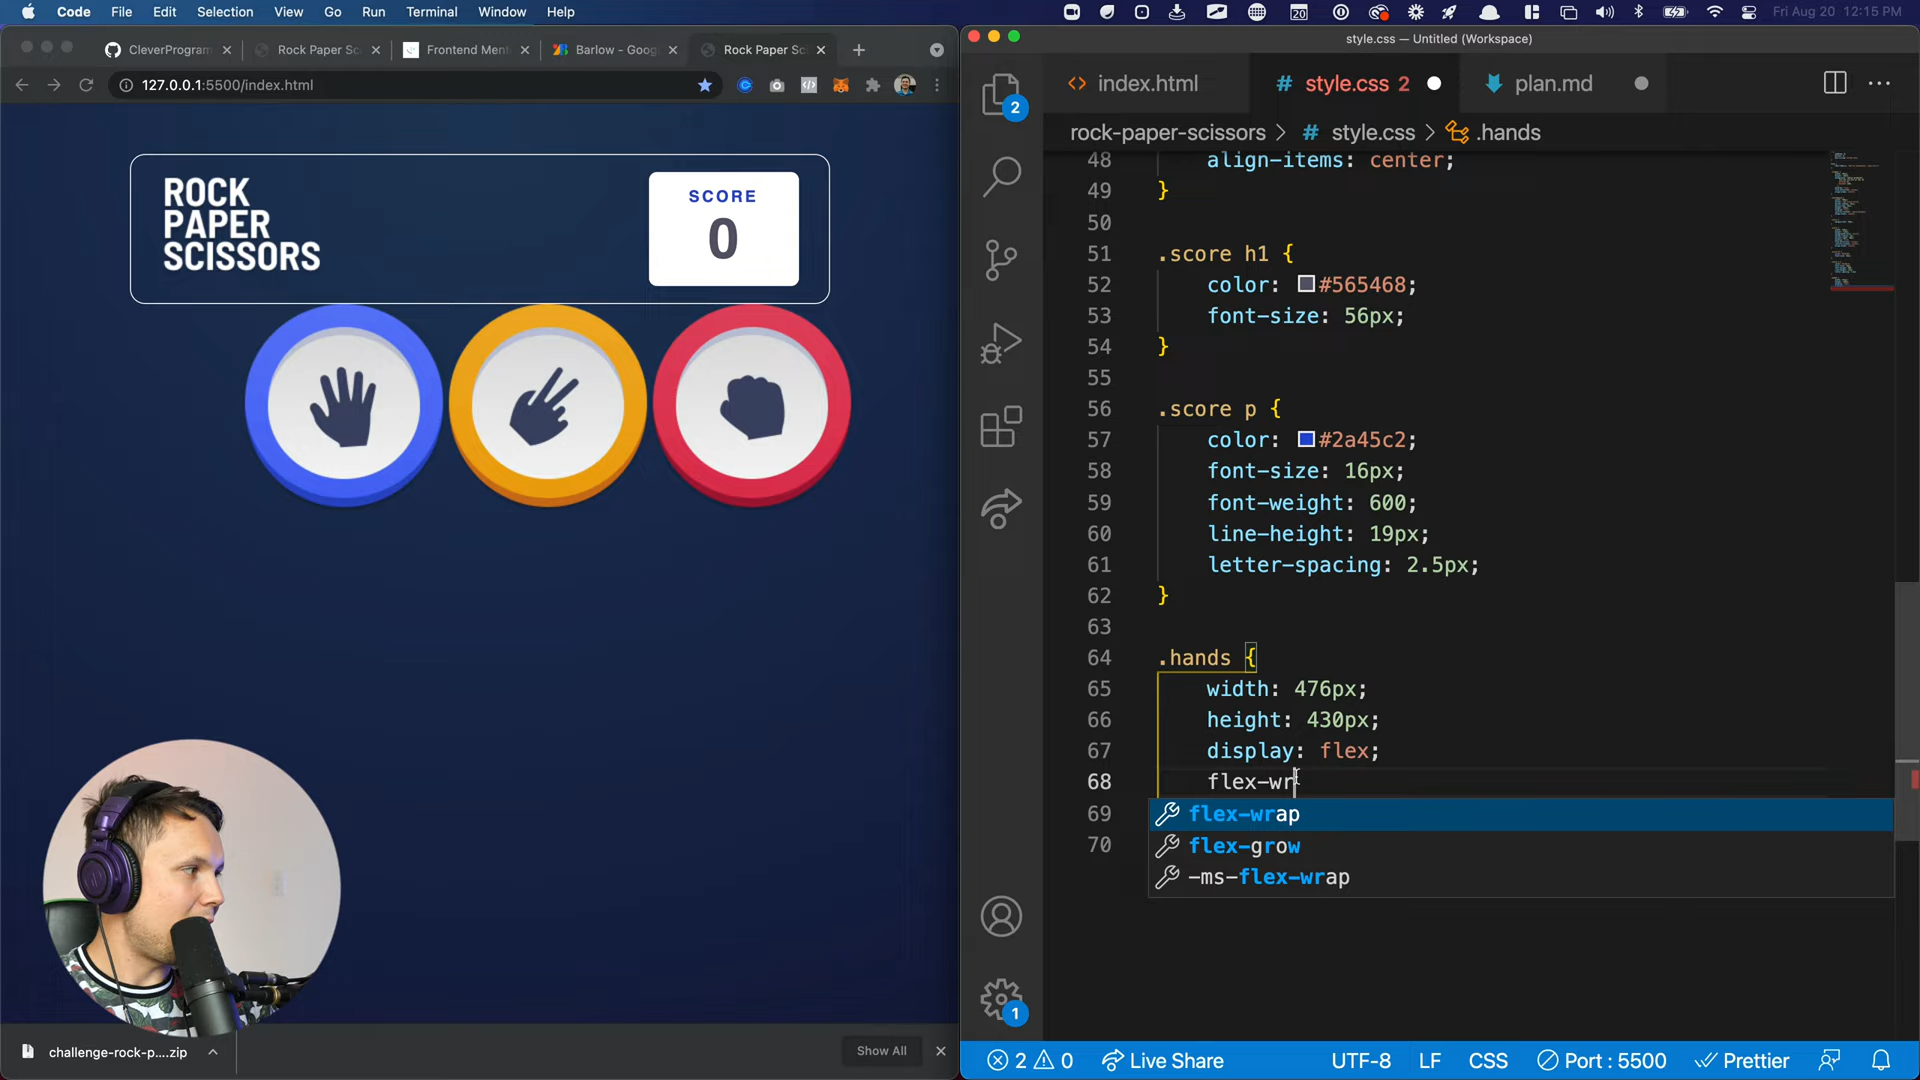 Code File Edit Selection View Go Run Terminal Window Help
20 Fri Aug 20 12:15 PM
CleverProgram
Rock Paper Sc
Frontend Ment
Barlow - Goog
Rock Paper Sc
127.0.0.1:5500/index.html
ROCK
PAPER
SCISSORS
SCORE
0
challenge-rock-p....zip
Show All
style.css — Untitled (Workspace)
index.html
# style.css 2
plan.md
rock-paper-scissors > # style.css > .hands
2
1
48 align-items: center;
49 }
50
51 .score h1 {
52 color: #565468;
53 font-size: 56px;
54 }
55
56 .score p {
57 color: #2a45c2;
58 font-size: 16px;
59 font-weight: 600;
60 line-height: 19px;
61 letter-spacing: 2.5px;
62 }
63
64 .hands {
65 width: 476px;
66 height: 430px;
67 display: flex;
68 flex-wr
69
70
flex-wrap
flex-grow
-ms-flex-wrap
2 0 Live Share UTF-8 LF CSS Port : 5500 Prettier